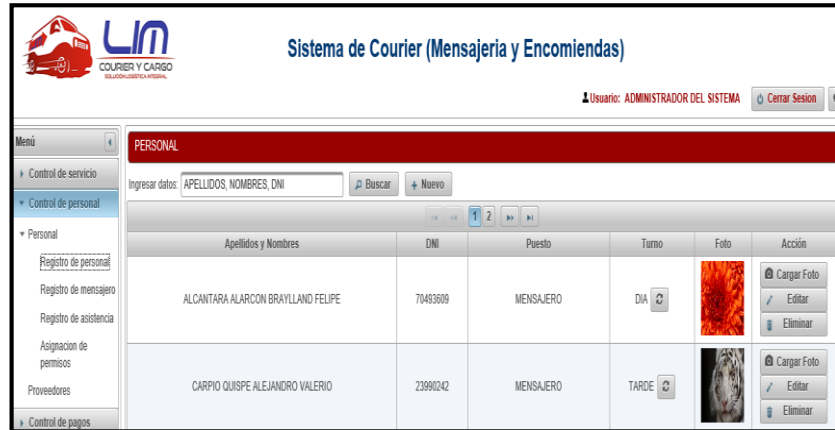 LIM
COURIER Y CARGO
SOLUCIÓN LOGÍSTICA INTEGRAL
Sistema de Courier (Mensajeria y Encomiendas)
Usuario: ADMINISTRADOR DEL SISTEMA
Cerrar Sesion
Menú
Control de servicio
Control de personal
Personal
Registro de personal
Registro de mensajero
Registro de asistencia
Asignacion de
permisos
Proveedores
Control de pagos
PERSONAL
Ingresar datos: APELLIDOS, NOMBRES, DNI Buscar + Nuevo
1 2
Apellidos y Nombres DNI Puesto Turno Foto Acción
ALCANTARA ALARCON BRAYLLAND FELIPE 70493609 MENSAJERO DIA
Cargar Foto
Editar
Eliminar
CARPIO QUISPE ALEJANDRO VALERIO 23990242 MENSAJERO TARDE
Cargar Foto
Editar
Eliminar